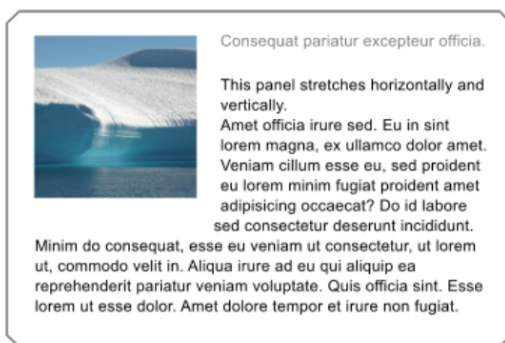 Consequat pariatur excepteur officia.
This panel stretches horizontally and
vertically.
Amet officia irure sed. Eu in sint
lorem magna, ex ullamco dolor amet.
Veniam cillum esse eu, sed proident
eu lorem minim fugiat proident amet
adipisicing occaecat? Do id labore
sed consectetur deserunt incididunt.
Minim do consequat, esse eu veniam ut consectetur, ut lorem
ut, commodo velit in. Aliqua irure ad eu qui aliquip ea
reprehenderit pariatur veniam voluptate. Quis officia sint. Esse
lorem ut esse dolor. Amet dolore tempor et irure non fugiat.